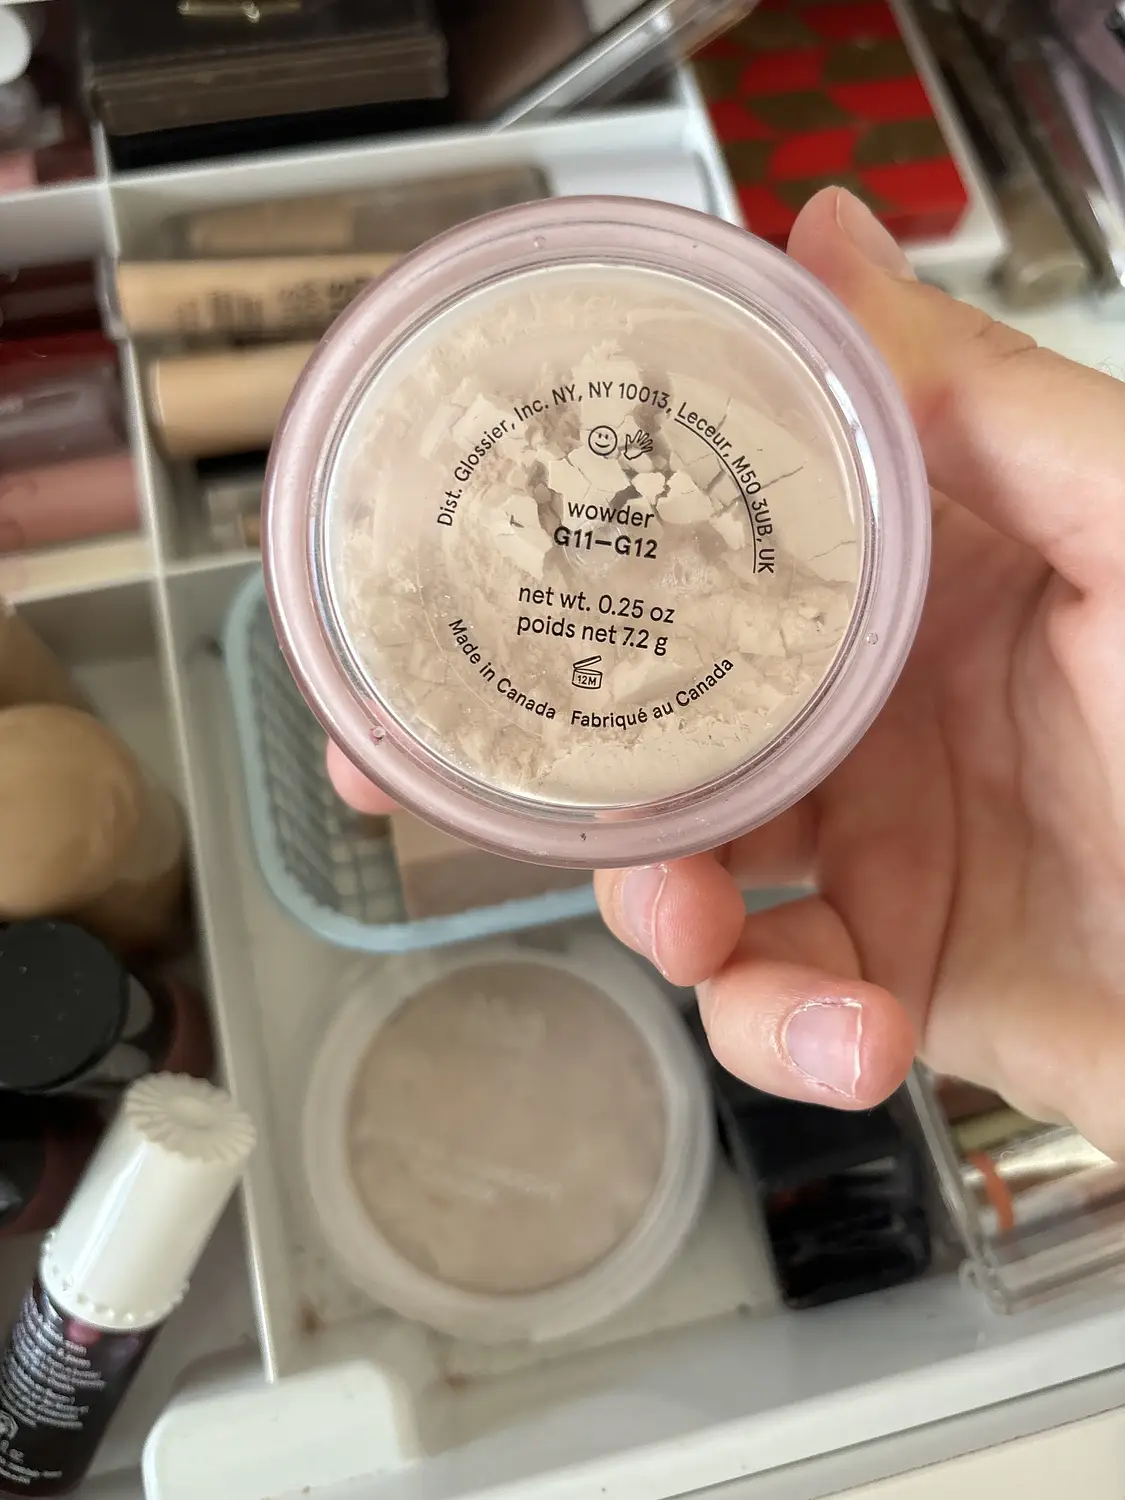 Dist. Glossier, Inc. NY, NY 10013, Leceur, M50 3UB, UK
wowder
G11–G12
net wt. 0.25 oz
poids net 7.2 g
12M
Made in Canada Fabriqué au Canada